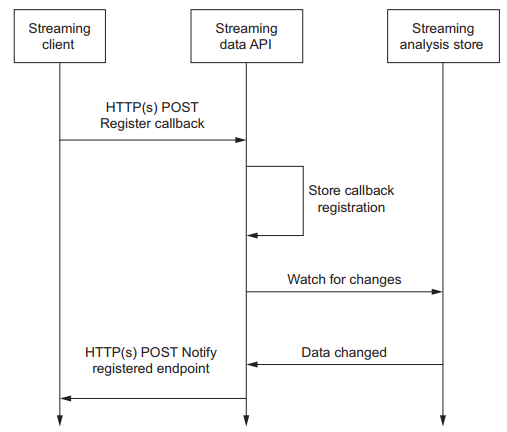 Streaming
client
Streaming
data API
Streaming
analysis store
HTTP(s) POST
Register callback
Store callback
registration
Watch for changes
HTTP(s) POST Notify
registered endpoint
Data changed